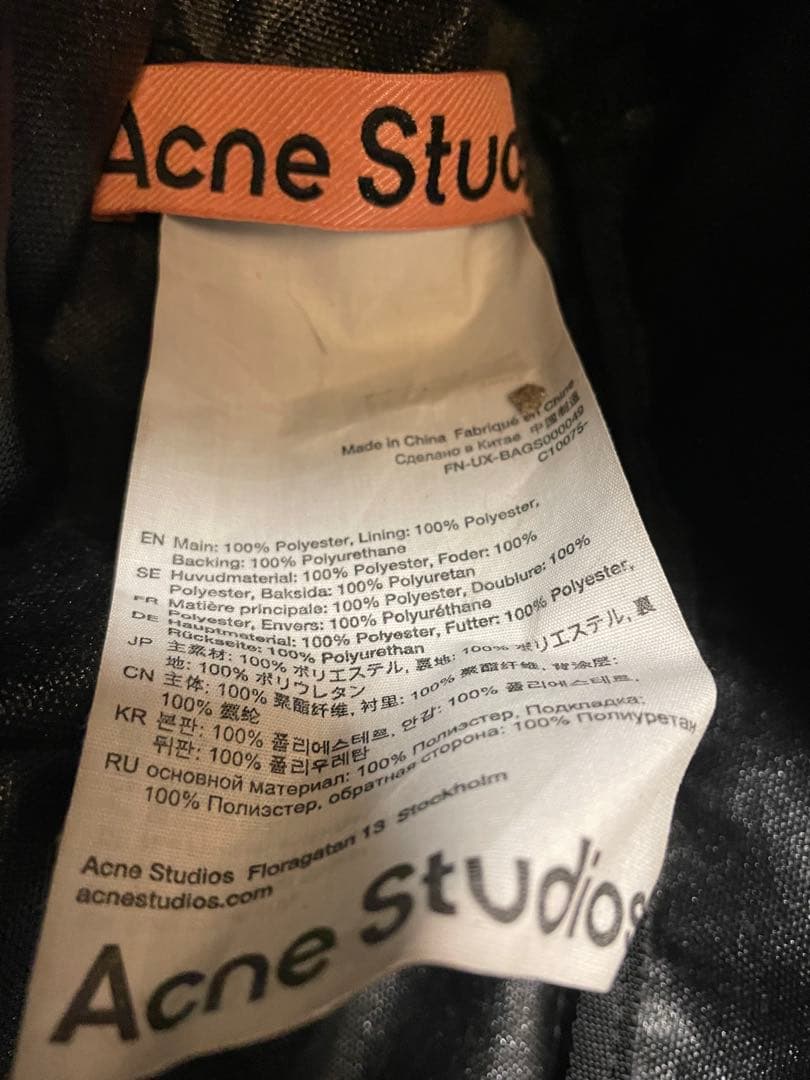 Acne Stud
Made in China Fabriqué en Chine
Сделано в Китае 中国制造
FN-UX-BAGS000049
C10075-
EN Main: 100% Polyester, Lining: 100% Polyester,
Backing: 100% Polyurethane
SE Huvudmaterial: 100% Polyester, Foder: 100%
Polyester, Baksida: 100% Polyuretan
FR Matière principale: 100% Polyester, Doublure: 100%
Polyester, Envers: 100% Polyuréthane
DE Hauptmaterial: 100% Polyester, Futter: 100% Polyester,
Rückseite: 100% Polyurethan
JP 主素材: 100% ポリエステル, 裏地: 100% ポリエステル, 裏
地: 100% ポリウレタン
CN 主体: 100% 聚酯纤维, 衬里: 100% 聚酯纤维, 背涂层:
100% 氨纶
KR 본판: 100% 폴리에스테르, 안감: 100% 폴리에스테르,
뒤판: 100% 폴리우레탄
RU основной материал: 100% Полиэстер, Подкладка:
100% Полиэстер, обратная сторона: 100% Полиуретан
Acne Studios Floragatan 13 Stockholm
acnestudios.com
Acne Studios